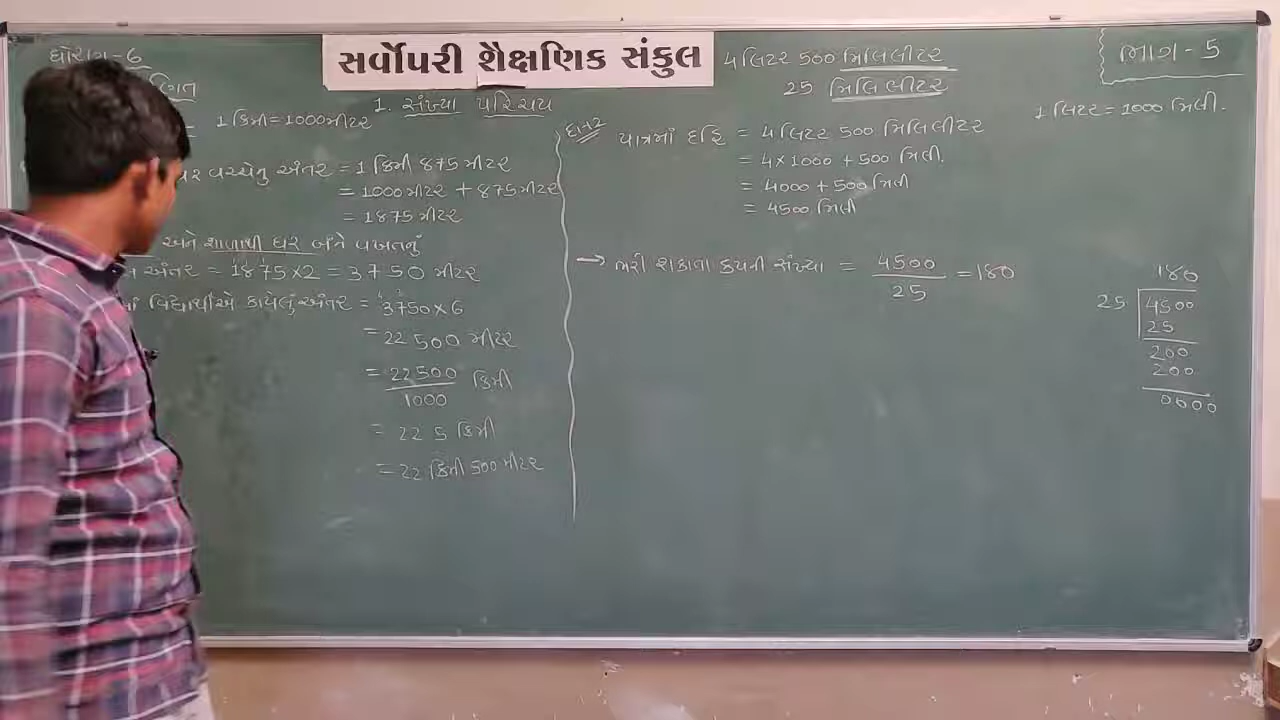 ધોરણ-6
સર્વોપરી શૈક્ષણિક સંકુલ
4 લિટર 500 મિલિલીટર
25 મિલિલીટર
ભાગ - 5
1. સંખ્યા પરિચય
1 કિમી = 1000 મીટર
1 લિટર = 1000 મિલી.
વચ્ચેનુ અંતર = 1 કિમી 875 મીટર
= 1000 મીટર + 875 મીટર
= 1875 મીટર
અને શાળાથી ઘર બંને વખતનું
અંતર = 1875 × 2 = 3750 મીટર
વિદ્યાર્થીએ કાપેલું અંતર = 3750 × 6
= 22500 મીટર
= 22500 કિમી
1000
= 22 5 કિમી
= 22 કિમી 500 મીટર
દા-12
પાત્રમાં દહિ = 4 લિટર 500 મિલિલીટર
= 4 × 1000 + 500 મિલી.
= 4000 + 500 મિલી
= 4500 મિલી
→ ભરી શકાતા કપની સંખ્યા = 4500 = 180
25
180
25 4500
25
200
200
0000